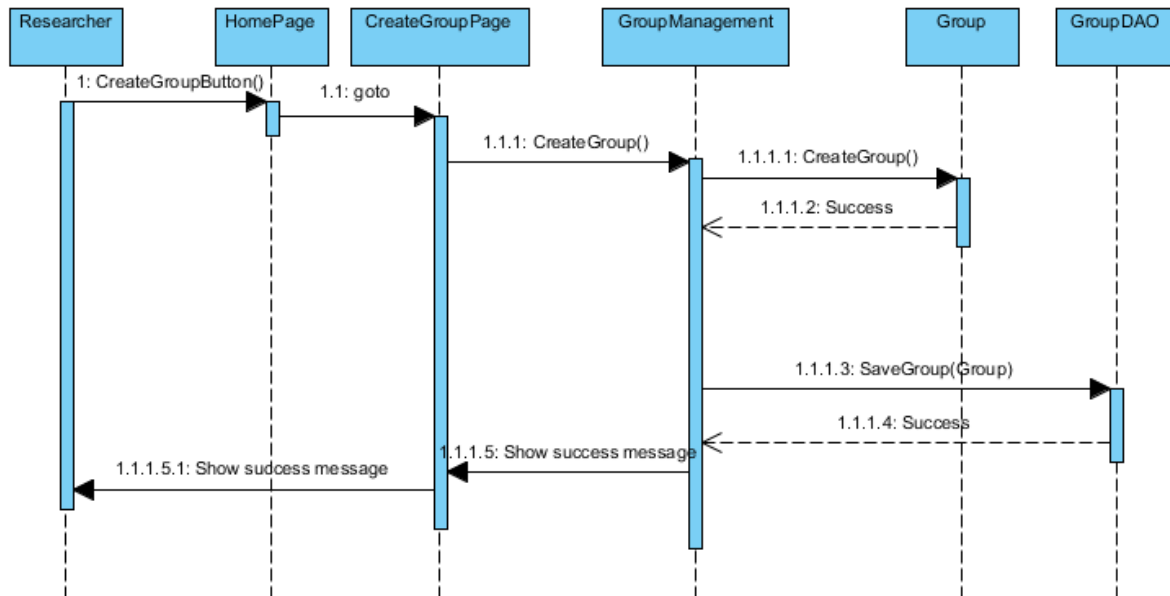 Researcher
HomePage
CreateGroupPage
GroupManagement
Group
GroupDAO
1: CreateGroupButton()
1.1: goto
1.1.1: CreateGroup()
1.1.1.1: CreateGroup()
1.1.1.2: Success
1.1.1.3: SaveGroup(Group)
1.1.1.4: Success
1.1.1.5: Show success message
1.1.1.5.1: Show success message